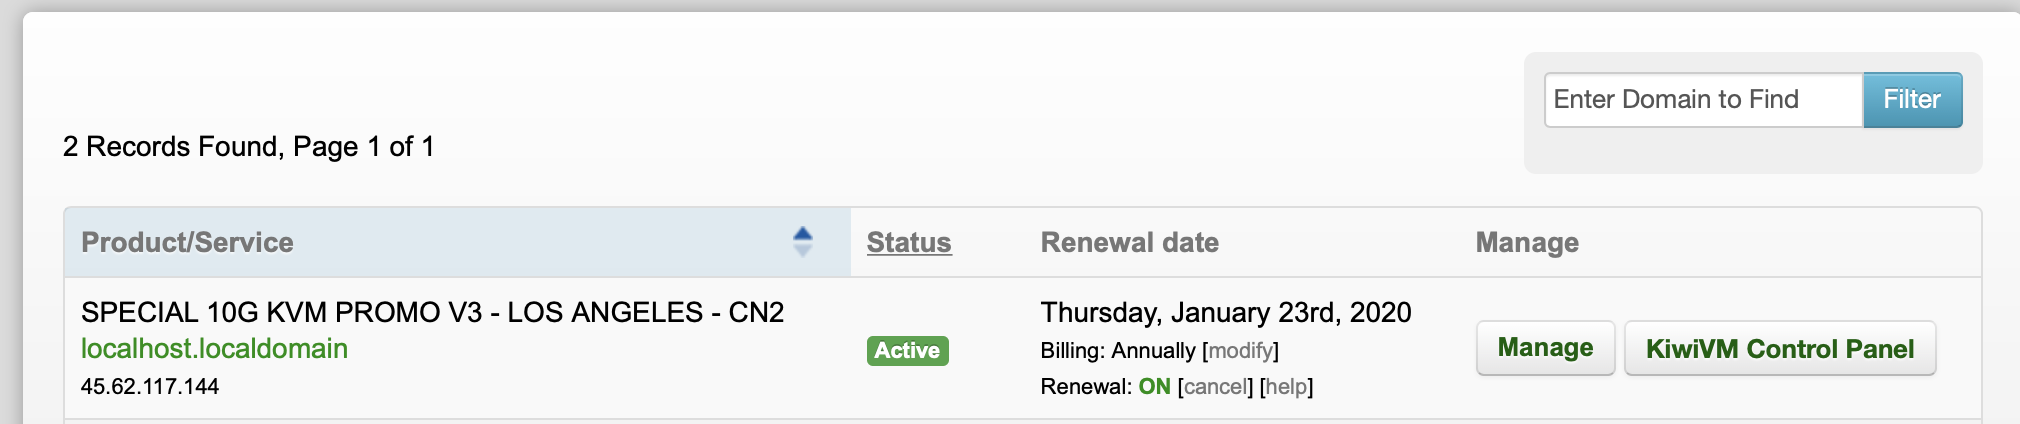 Enter Domain to Find Filter
2 Records Found, Page 1 of 1
Product/Service Status Renewal date Manage
SPECIAL 10G KVM PROMO V3 - LOS ANGELES - CN2
localhost.localdomain
45.62.117.144
Active
Thursday, January 23rd, 2020
Billing: Annually [modify]
Renewal: ON [cancel] [help]
Manage KiwiVM Control Panel